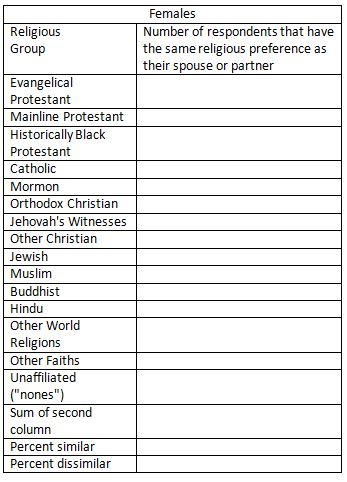 Females
Religious
Group
Number of respondents that have
the same religious preference as
their spouse or partner
Evangelical
Protestant
Mainline Protestant
Historically Black
Protestant
Catholic
Mormon
Orthodox Christian
Jehovah's Witnesses
Other Christian
Jewish
Muslim
Buddhist
Hindu
Other World
Religions
Other Faiths
Unaffiliated
("nones")
Sum of second
column
Percent similar
Percent dissimilar